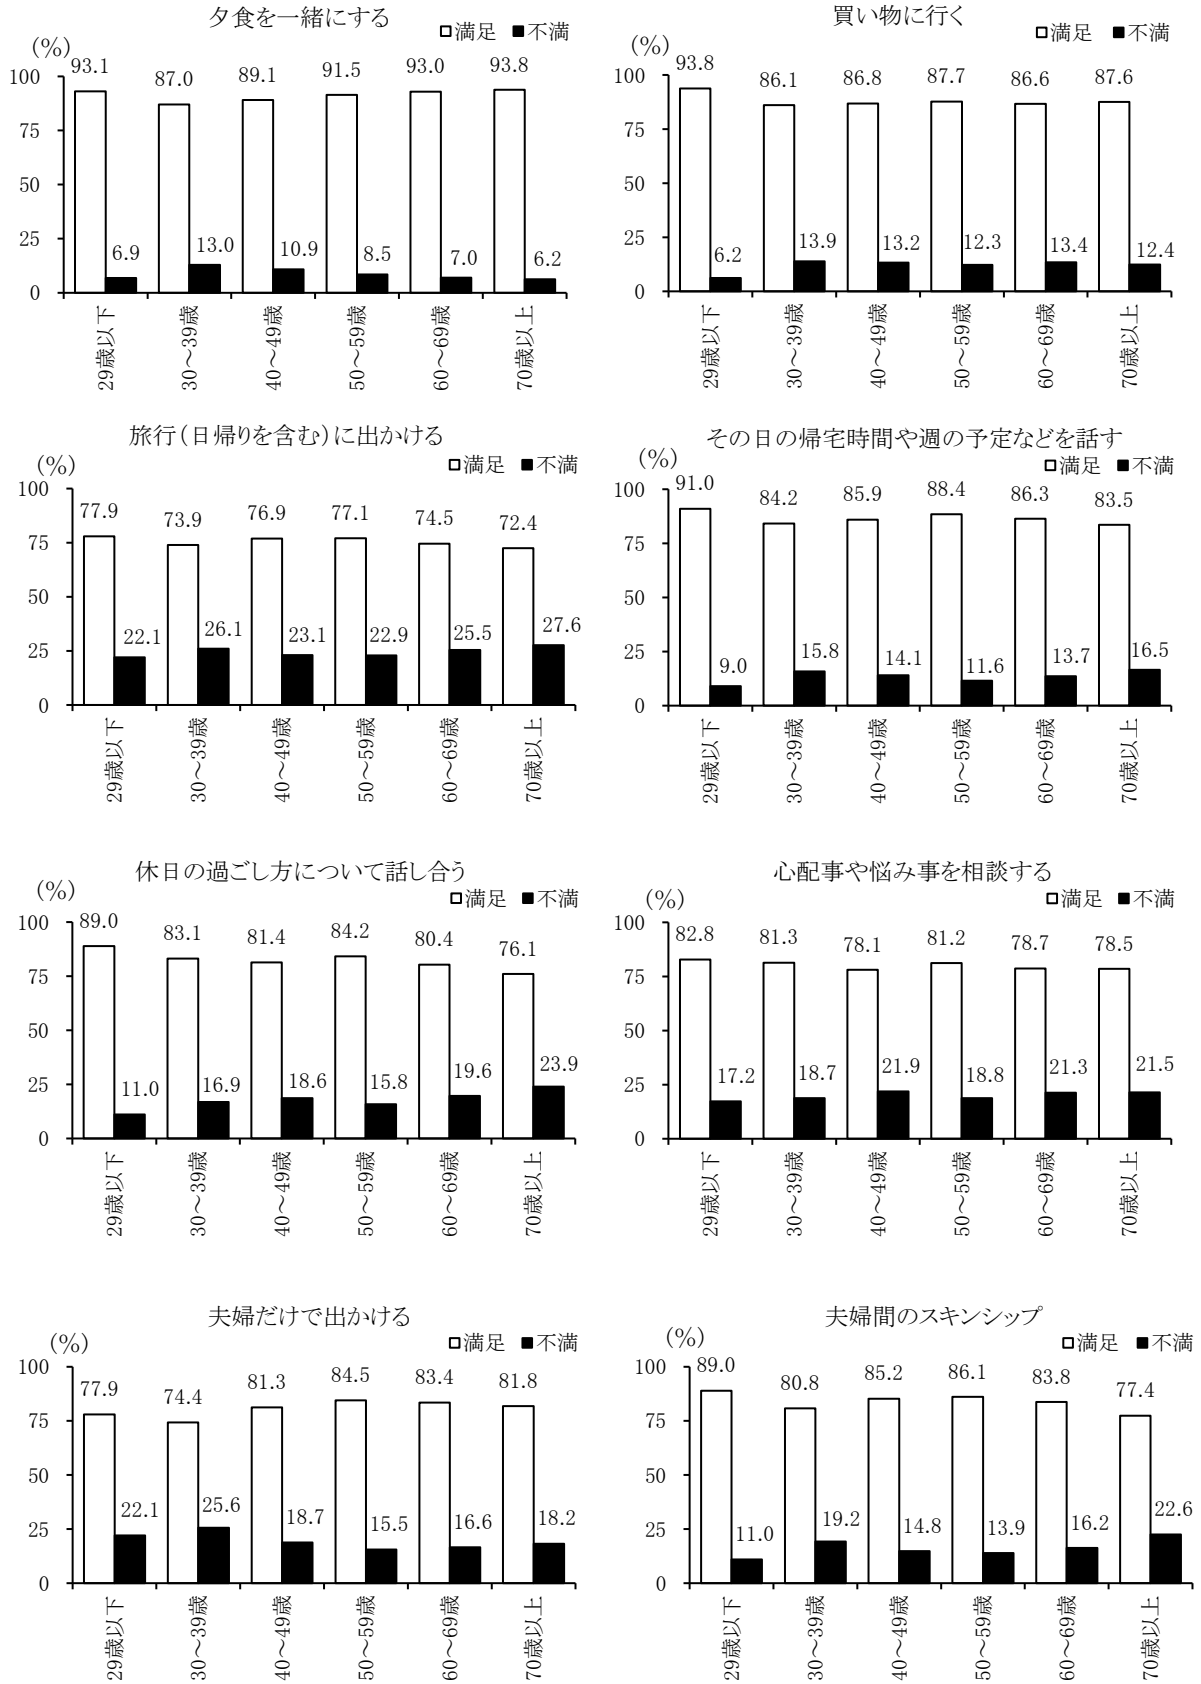 夕食を一緒にする
□満足 ■不満
(%)
93.1 87.0 89.1 91.5 93.0 93.8
100
75
50
25
0
6.9 13.0 10.9 8.5 7.0 6.2
29歳以下 30～39歳 40～49歳 50～59歳 60～69歳 70歳以上
買い物に行く
□満足 ■不満
(%)
93.8 86.1 86.8 87.7 86.6 87.6
100
75
50
25
0
6.2 13.9 13.2 12.3 13.4 12.4
29歳以下 30～39歳 40～49歳 50～59歳 60～69歳 70歳以上
旅行(日帰りを含む)に出かける
□満足 ■不満
(%)
77.9 73.9 76.9 77.1 74.5 72.4
100
75
50
25
0
22.1 26.1 23.1 22.9 25.5 27.6
29歳以下 30～39歳 40～49歳 50～59歳 60～69歳 70歳以上
その日の帰宅時間や週の予定などを話す
□満足 ■不満
(%)
91.0 84.2 85.9 88.4 86.3 83.5
100
75
50
25
0
9.0 15.8 14.1 11.6 13.7 16.5
29歳以下 30～39歳 40～49歳 50～59歳 60～69歳 70歳以上
休日の過ごし方について話し合う
□満足 ■不満
(%)
89.0 83.1 81.4 84.2 80.4 76.1
100
75
50
25
0
11.0 16.9 18.6 15.8 19.6 23.9
29歳以下 30～39歳 40～49歳 50～59歳 60～69歳 70歳以上
心配事や悩み事を相談する
□満足 ■不満
(%)
82.8 81.3 78.1 81.2 78.7 78.5
100
75
50
25
0
17.2 18.7 21.9 18.8 21.3 21.5
29歳以下 30～39歳 40～49歳 50～59歳 60～69歳 70歳以上
夫婦だけで出かける
□満足 ■不満
(%)
77.9 74.4 81.3 84.5 83.4 81.8
100
75
50
25
0
22.1 25.6 18.7 15.5 16.6 18.2
29歳以下 30～39歳 40～49歳 50～59歳 60～69歳 70歳以上
夫婦間のスキンシップ
□満足 ■不満
(%)
89.0 80.8 85.2 86.1 83.8 77.4
100
75
50
25
0
11.0 19.2 14.8 13.9 16.2 22.6
29歳以下 30～39歳 40～49歳 50～59歳 60～69歳 70歳以上